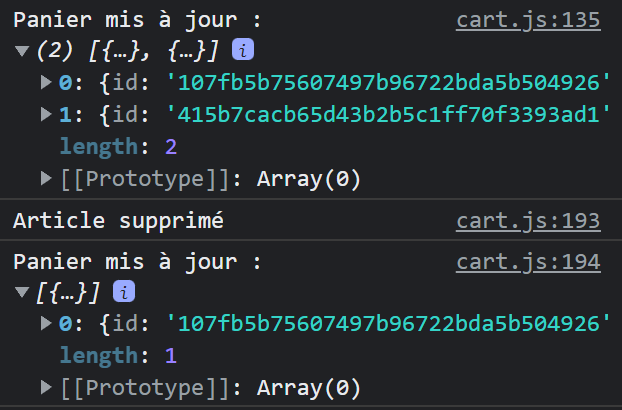 Panier mis à jour : cart.js:135
▼ (2) [{…}, {…}] i
▶ 0: {id: '107fb5b75607497b96722bda5b504926'
▶ 1: {id: '415b7cacb65d43b2b5c1ff70f3393ad1'
length: 2
▶ [[Prototype]]: Array(0)
Article supprimé cart.js:193
Panier mis à jour : cart.js:194
▼ [{…}] i
▶ 0: {id: '107fb5b75607497b96722bda5b504926'
length: 1
▶ [[Prototype]]: Array(0)